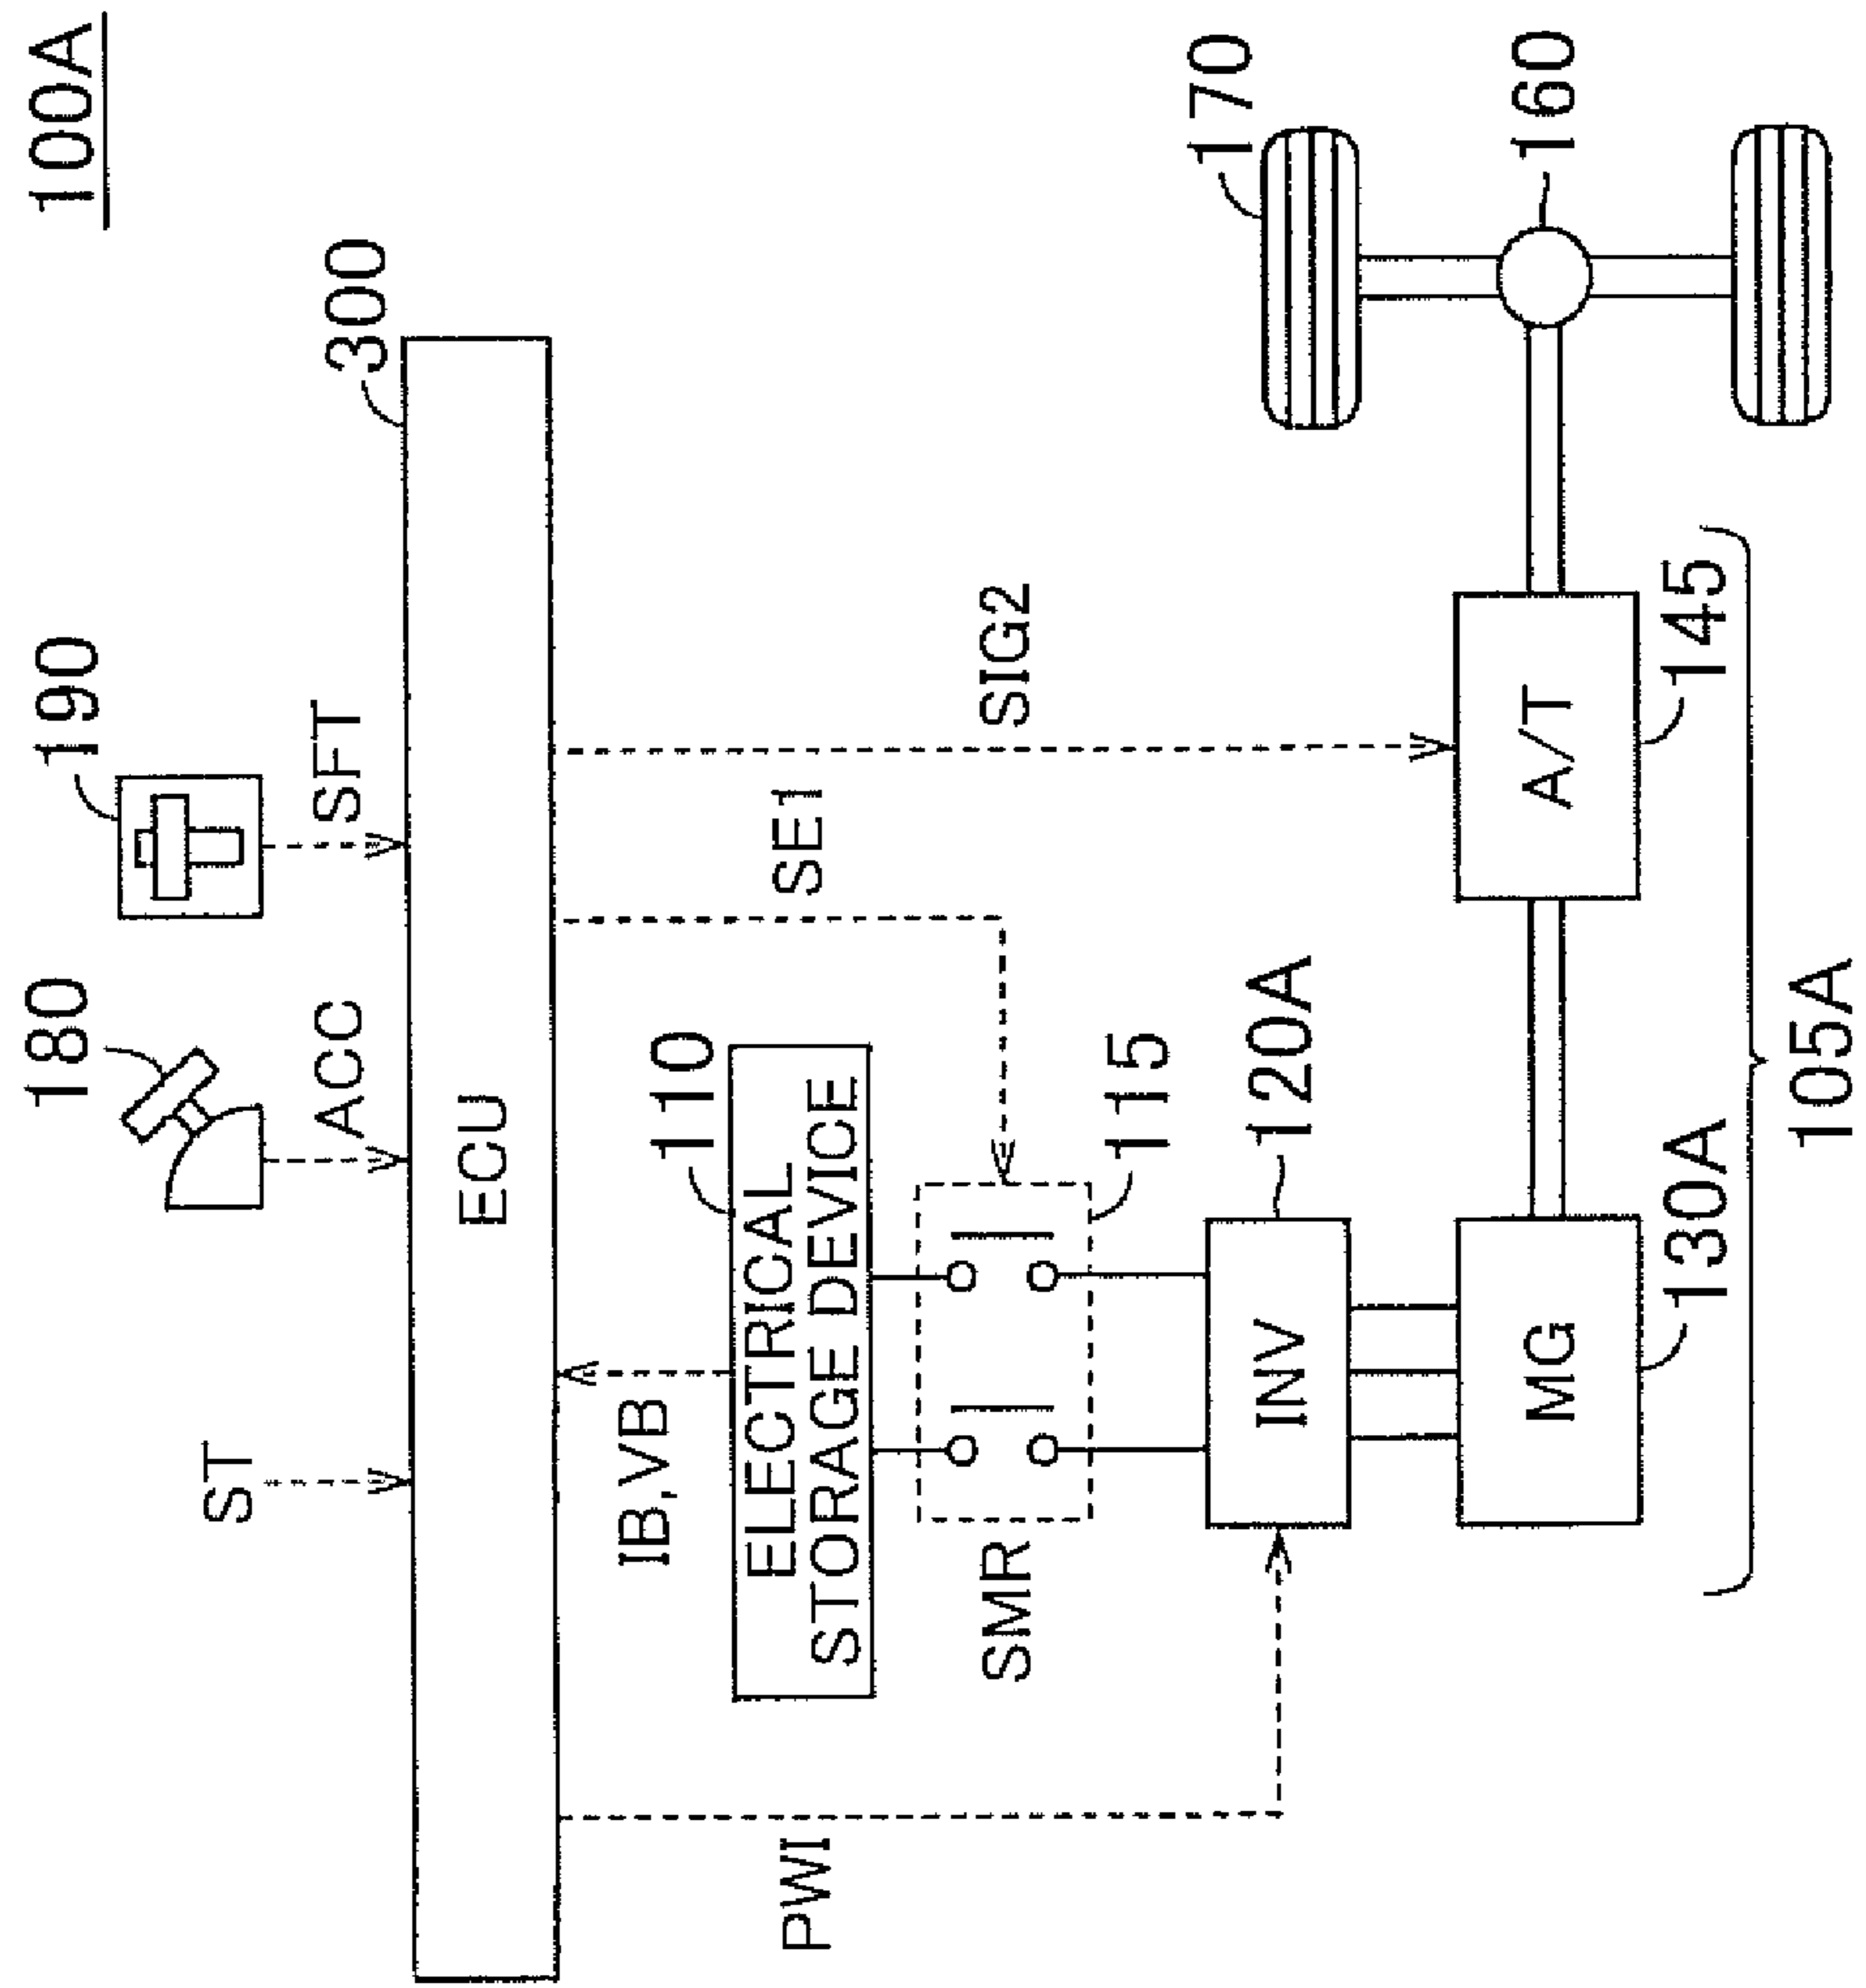 100A
180
190
ST
ACC
SFT
300
ECU
IB,VB
110
ELECTRICAL
STORAGE DEVICE
PWI
SE1
SMR
SIG2
115
170
INV
120A
MG
A/T
160
130A
145
105A